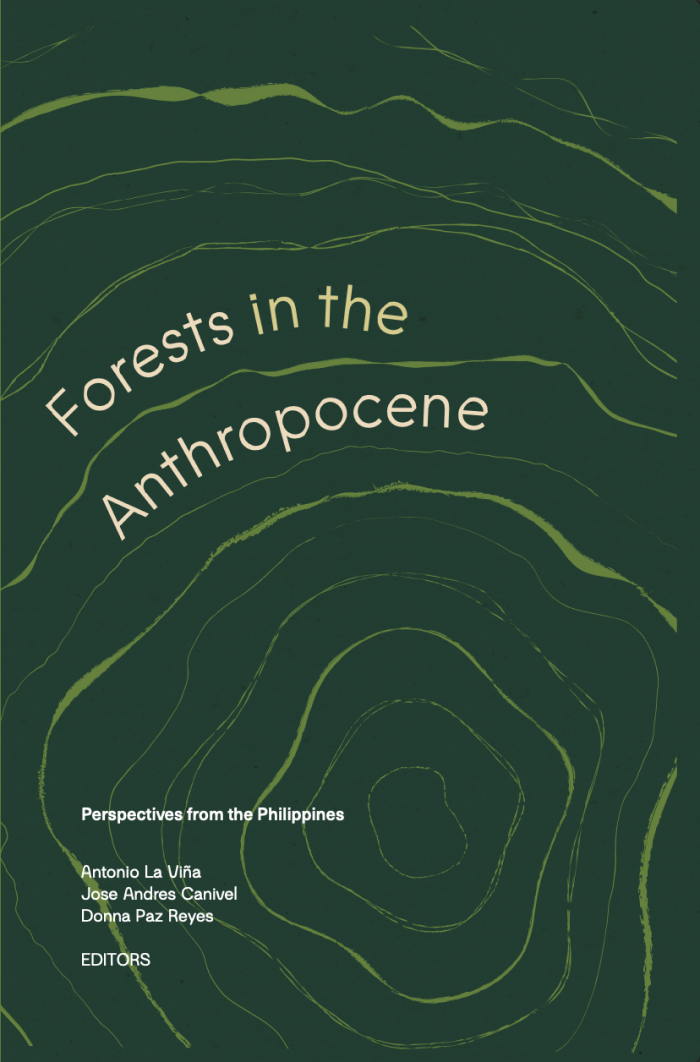 Forests in the
Anthropocene
Perspectives from the Philippines
Antonio La Viña
Jose Andres Canivel
Donna Paz Reyes
EDITORS